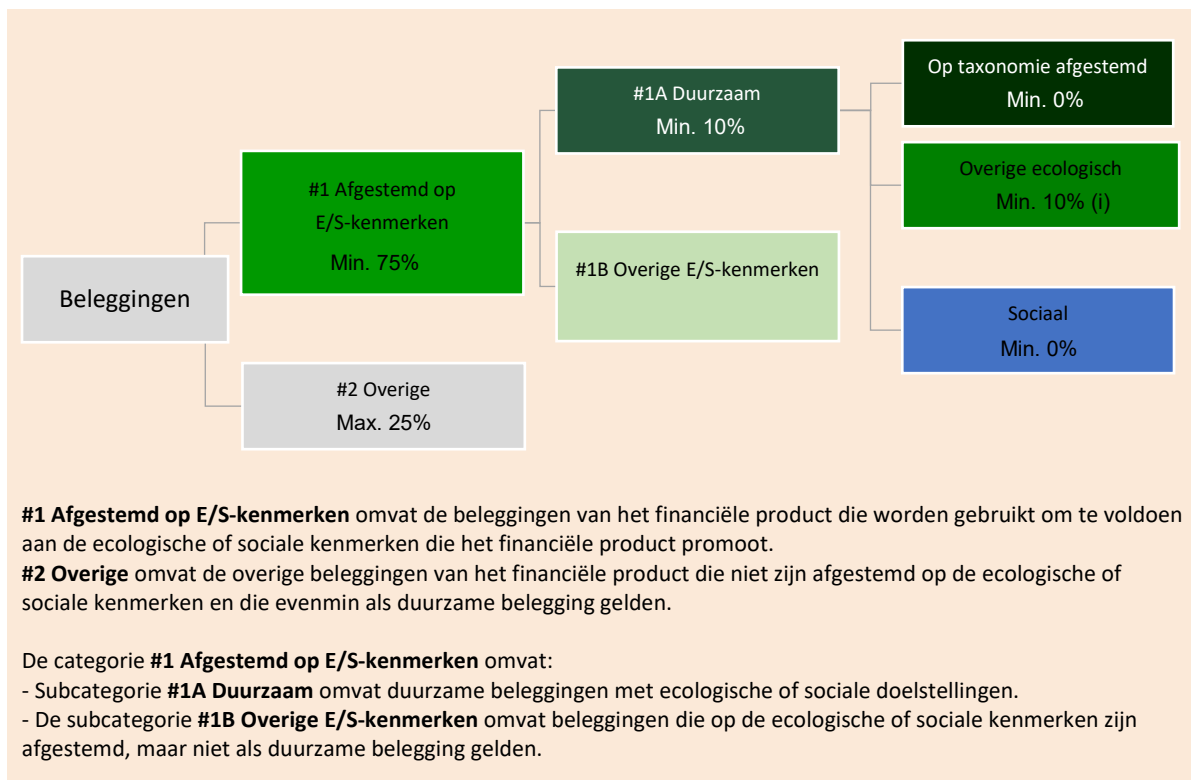 Beleggingen
#1 Afgestemd op
E/S-kenmerken
Min. 75%
#2 Overige
Max. 25%
#1A Duurzaam
Min. 10%
#1B Overige E/S-kenmerken
Op taxonomie afgestemd
Min. 0%
Overige ecologisch
Min. 10% (i)
Sociaal
Min. 0%
#1 Afgestemd op E/S-kenmerken omvat de beleggingen van het financiële product die worden gebruikt om te voldoen
aan de ecologische of sociale kenmerken die het financiële product promoot.
#2 Overige omvat de overige beleggingen van het financiële product die niet zijn afgestemd op de ecologische of
sociale kenmerken en die evenmin als duurzame belegging gelden.
De categorie #1 Afgestemd op E/S-kenmerken omvat:
- Subcategorie #1A Duurzaam omvat duurzame beleggingen met ecologische of sociale doelstellingen.
- De subcategorie #1B Overige E/S-kenmerken omvat beleggingen die op de ecologische of sociale kenmerken zijn
afgestemd, maar niet als duurzame belegging gelden.